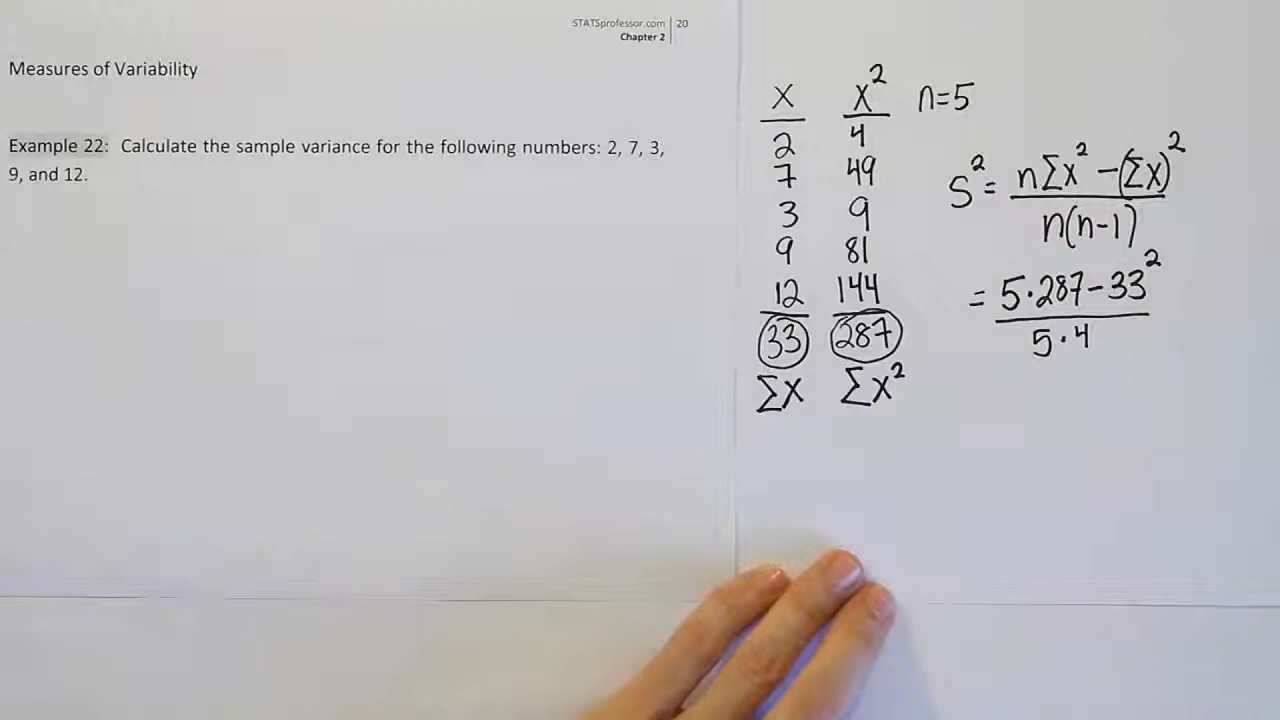 STATSprofessor.com | 20
Chapter 2
Measures of Variability
Example 22: Calculate the sample variance for the following numbers: 2, 7, 3,
9, and 12.
X X² n=5
2 4
7 49
3 9
9 81
12 144
33 287
ΣX ΣX²
S² = nΣX² - (ΣX)²
n(n-1)
= 5·287-33²
5·4